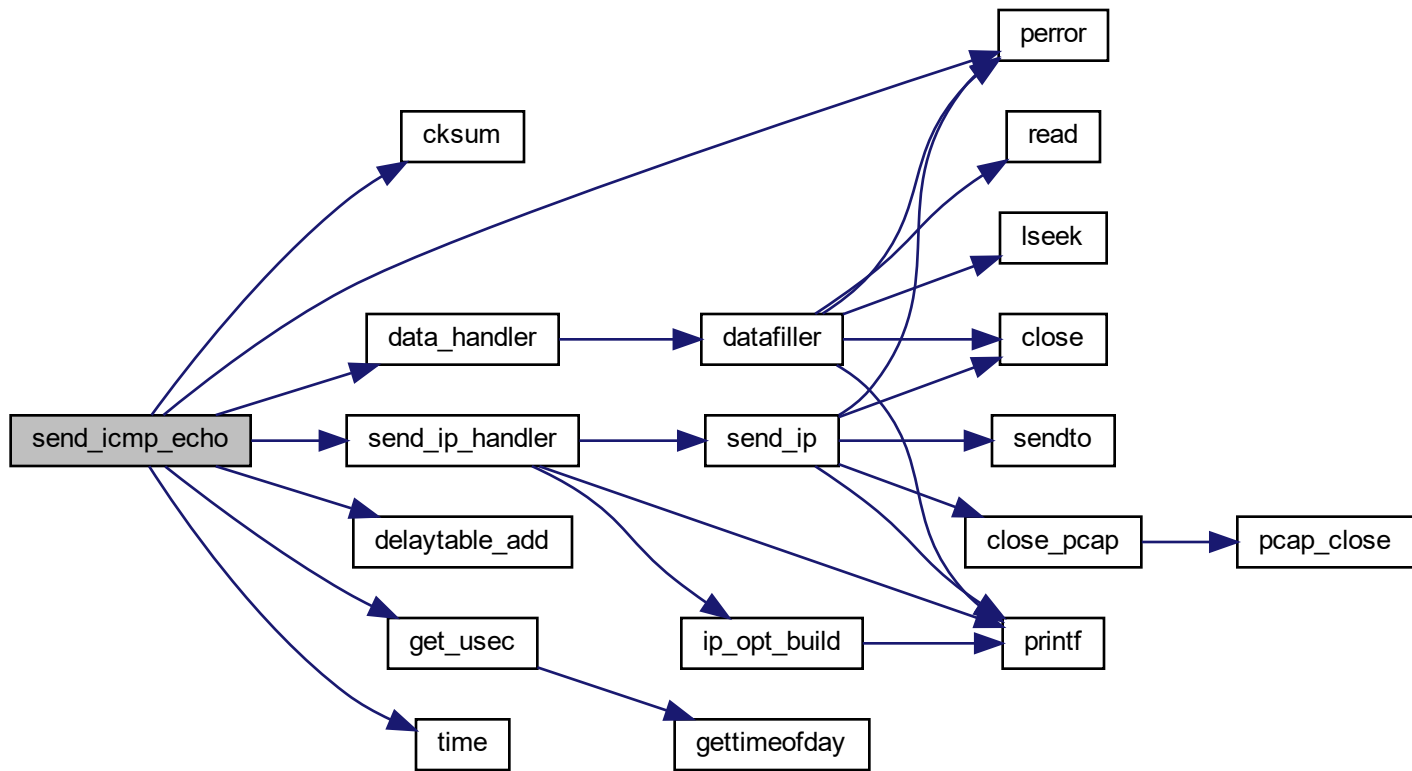 perror
cksum
read
lseek
data_handler
datafiller
close
send_icmp_echo
send_ip_handler
send_ip
sendto
delaytable_add
close_pcap
pcap_close
get_usec
ip_opt_build
printf
time
gettimeofday